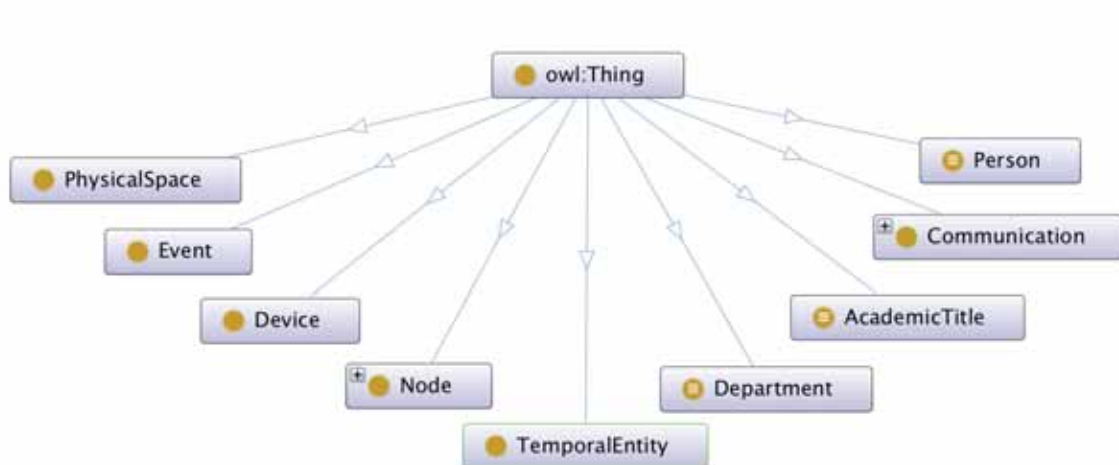 owl:Thing
Person
PhysicalSpace
Communication
Event
Device
AcademicTitle
Node
Department
TemporalEntity